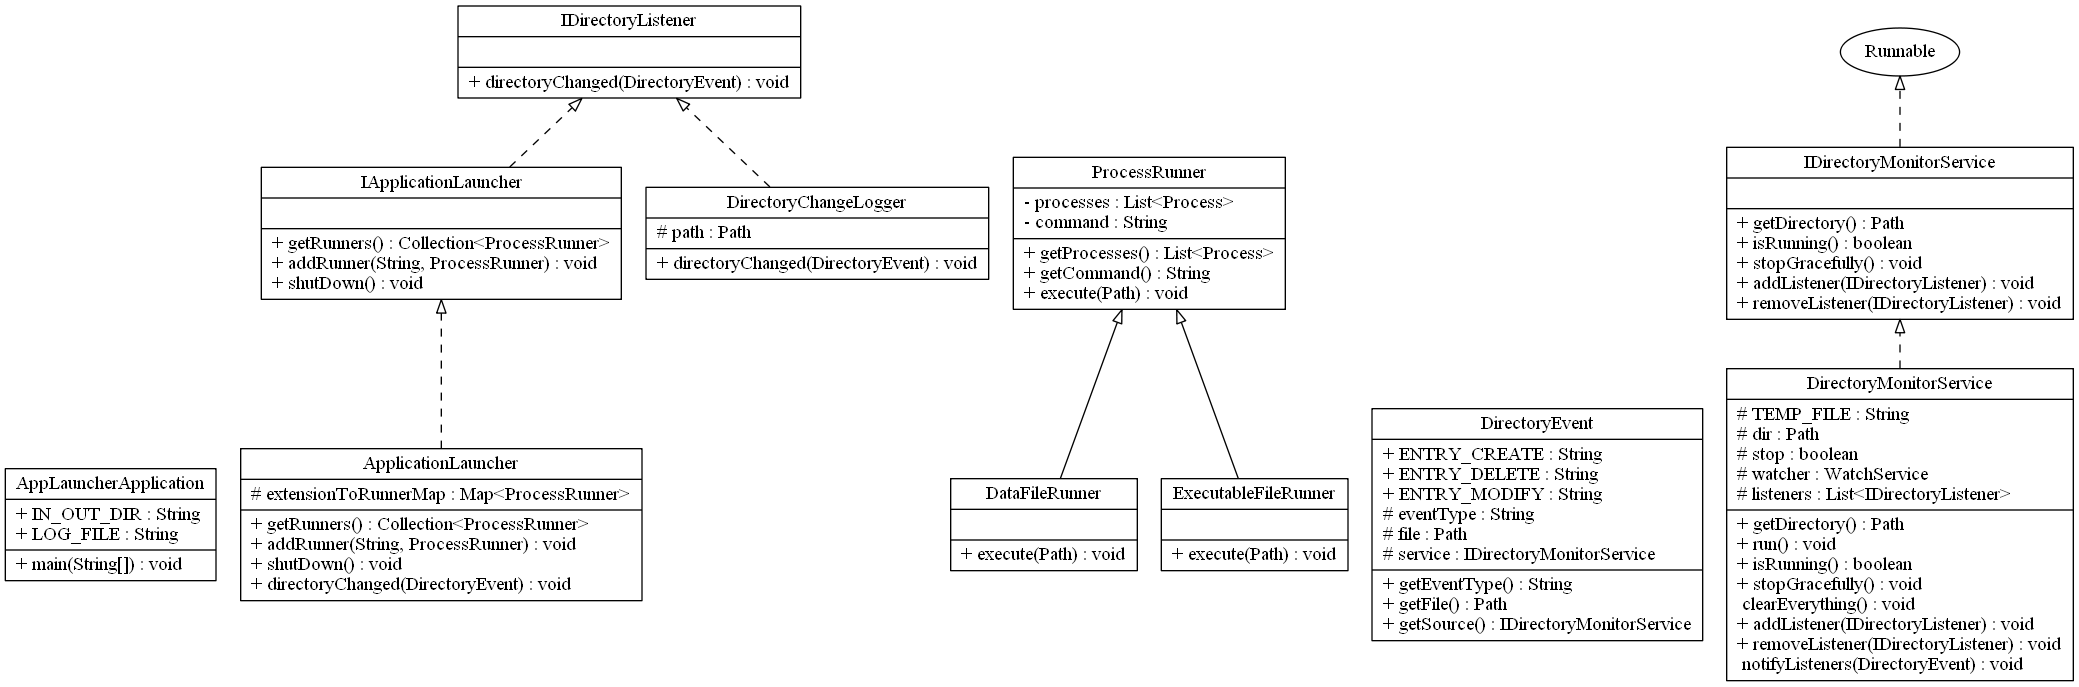 IDirectoryListener
+ directoryChanged(DirectoryEvent) : void
Runnable
IApplicationLauncher
+ getRunners() : Collection<ProcessRunner>
+ addRunner(String, ProcessRunner) : void
+ shutDown() : void
DirectoryChangeLogger
# path : Path
+ directoryChanged(DirectoryEvent) : void
ProcessRunner
- processes : List<Process>
- command : String
+ getProcesses() : List<Process>
+ getCommand() : String
+ execute(Path) : void
IDirectoryMonitorService
+ getDirectory() : Path
+ isRunning() : boolean
+ stopGracefully() : void
+ addListener(IDirectoryListener) : void
+ removeListener(IDirectoryListener) : void
AppLauncherApplication
+ IN_OUT_DIR : String
+ LOG_FILE : String
+ main(String[]) : void
ApplicationLauncher
# extensionToRunnerMap : Map<ProcessRunner>
+ getRunners() : Collection<ProcessRunner>
+ addRunner(String, ProcessRunner) : void
+ shutDown() : void
+ directoryChanged(DirectoryEvent) : void
DataFileRunner
+ execute(Path) : void
ExecutableFileRunner
+ execute(Path) : void
DirectoryEvent
+ ENTRY_CREATE : String
+ ENTRY_DELETE : String
+ ENTRY_MODIFY : String
# eventType : String
# file : Path
# service : IDirectoryMonitorService
+ getEventType() : String
+ getFile() : Path
+ getSource() : IDirectoryMonitorService
DirectoryMonitorService
# TEMP_FILE : String
# dir : Path
# stop : boolean
# watcher : WatchService
# listeners : List<IDirectoryListener>
+ getDirectory() : Path
+ run() : void
+ isRunning() : boolean
+ stopGracefully() : void
clearEverything() : void
+ addListener(IDirectoryListener) : void
+ removeListener(IDirectoryListener) : void
notifyListeners(DirectoryEvent) : void